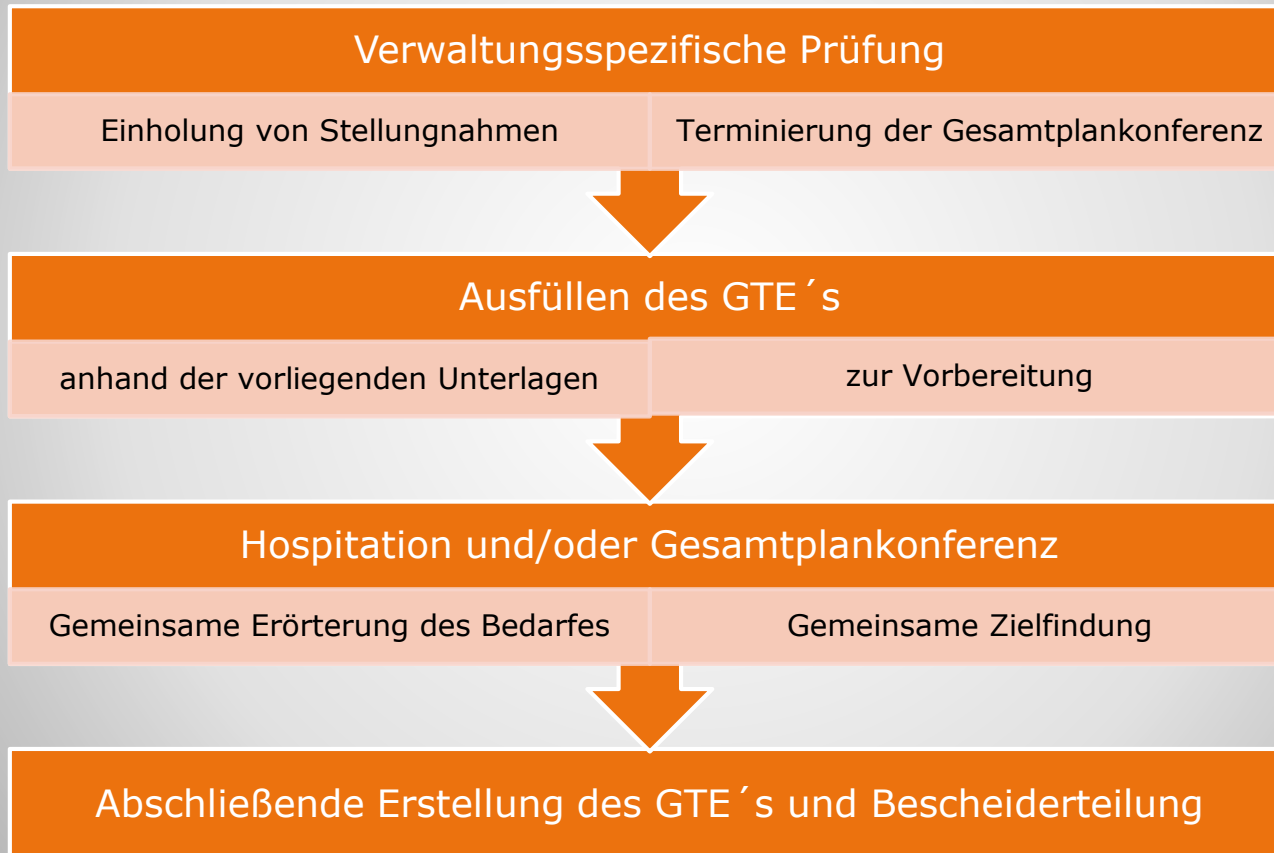 Verwaltungsspezifische Prüfung
Einholung von Stellungnahmen
Terminierung der Gesamtplankonferenz
Ausfüllen des GTE´s
anhand der vorliegenden Unterlagen
zur Vorbereitung
Hospitation und/oder Gesamtplankonferenz
Gemeinsame Erörterung des Bedarfes
Gemeinsame Zielfindung
Abschließende Erstellung des GTE´s und Bescheiderteilung